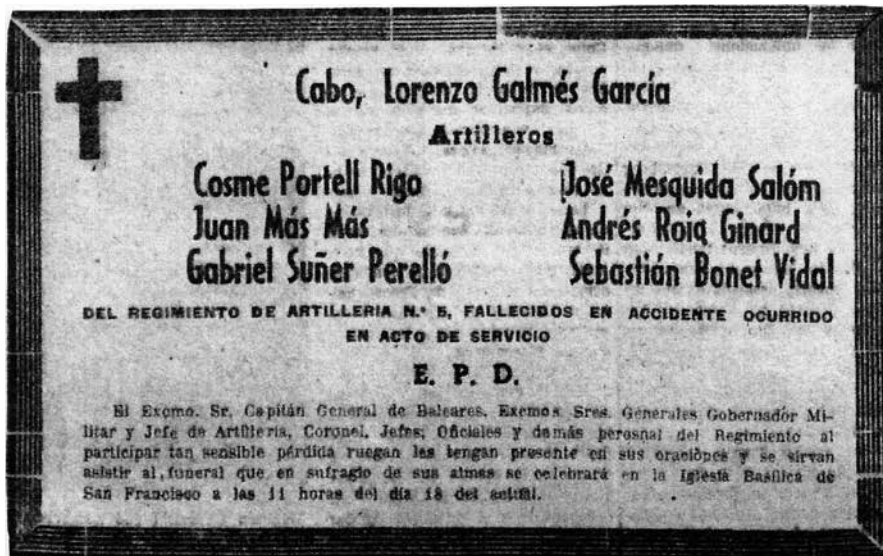 Cabo, Lorenzo Galmés García
Artilleros
Cosme Portell Rigo
José Mesquida Salóm
Juan Más Más
Andrés Roig Ginard
Gabriel Suñer Perelló
Sebastián Bonet Vidal
DEL REGIMIENTO DE ARTILLERIA N.º 5, FALLECIDOS EN ACCIDENTE OCURRIDO
EN ACTO DE SERVICIO
E. P. D.
El Excmo. Sr. Capitán General de Baleares, Exemos Sres. Generales Gobernador Mi-
litar y Jefe de Artillería, Coronel, Jefes, Oficiales y demás perosnal del Regimiento al
participar tan sensible pérdida ruegan les tengan presente en sus oraciones y se sirvan
asistir al funeral que en sufragio de sus almas se celebrará en la Iglesia Basílica de
San Francisco a las 11 horas del día 18 del actual.